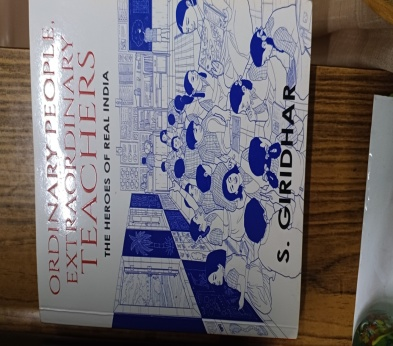 ORDINARY PEOPLE,
EXTRAORDINARY
TEACHERS
THE HEROES OF REAL INDIA
S. GIRIDHAR